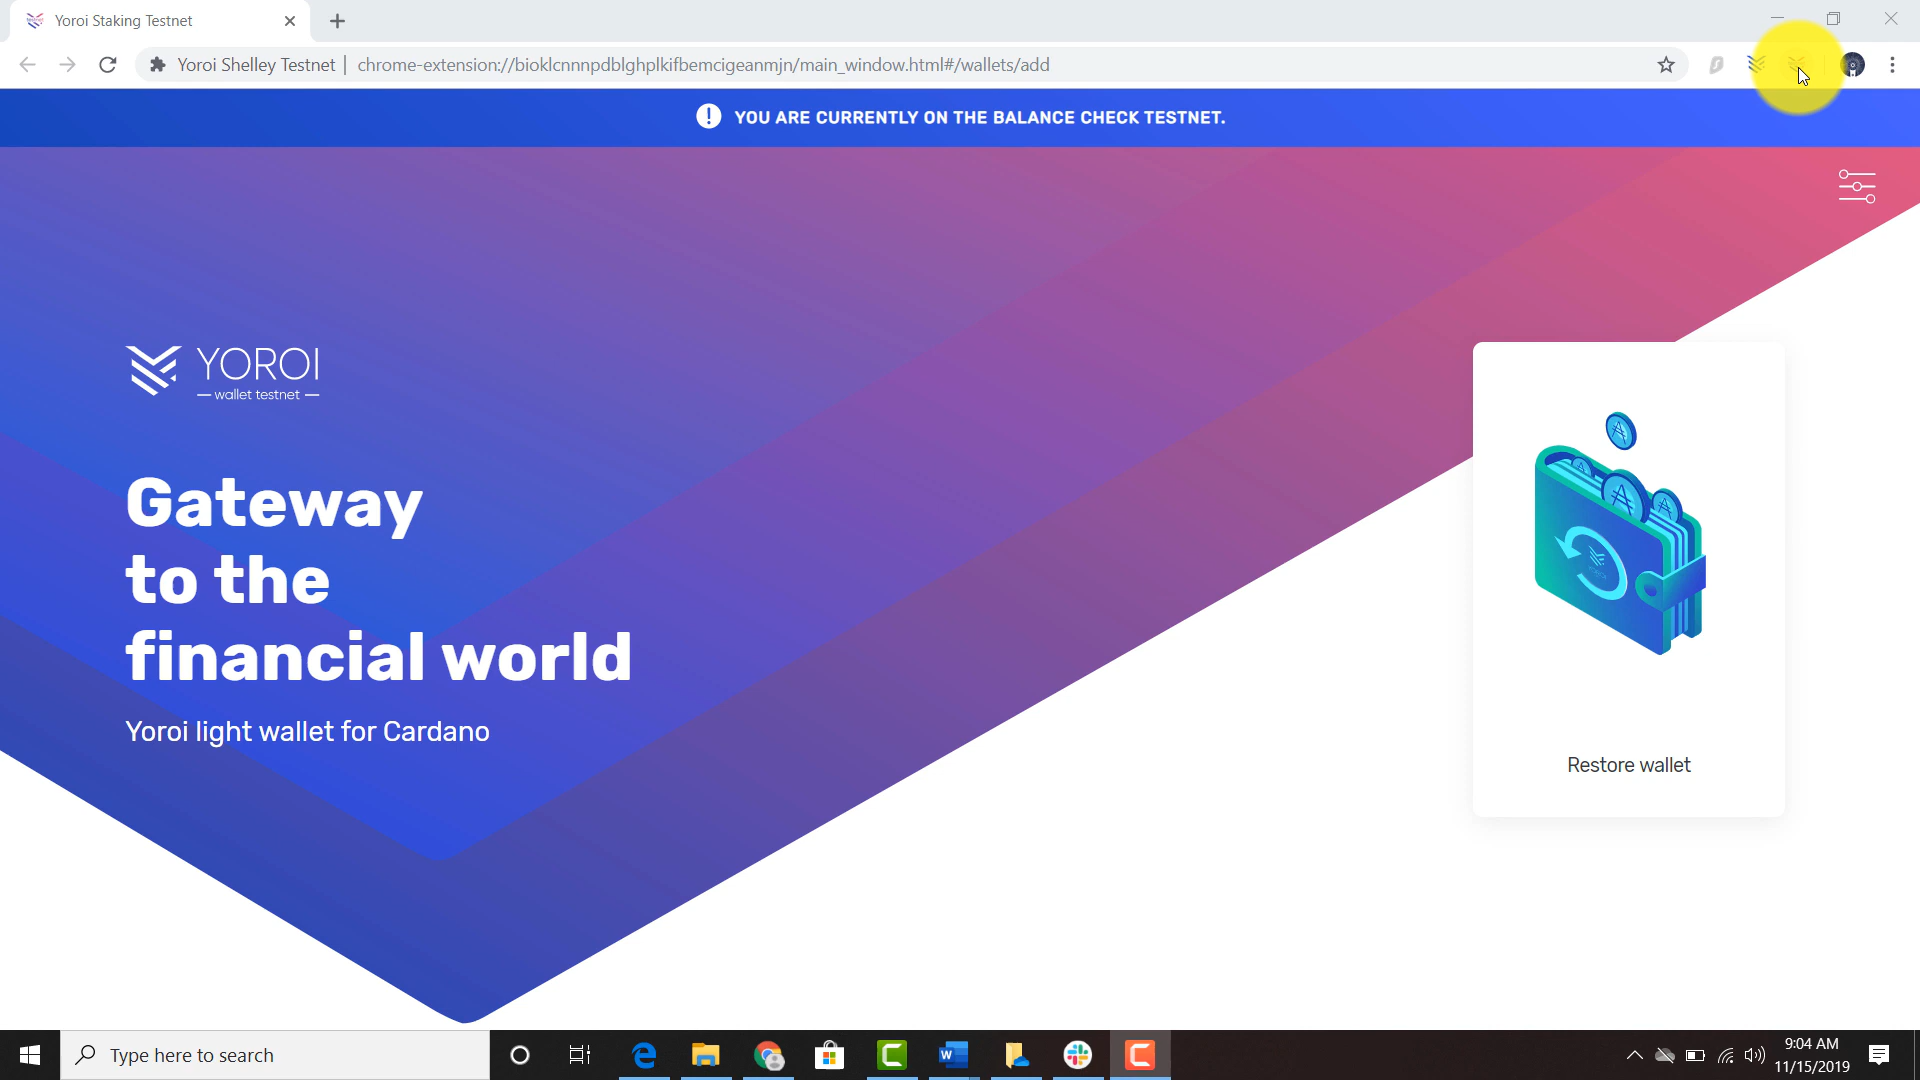 Yoroi Staking Testnet
Yoroi Shelley Testnet
chrome-extension://bioklcnnnpdblghplkifbemcigeanmjn/main_window.html#/wallets/add
YOU ARE CURRENTLY ON THE BALANCE CHECK TESTNET.
YOROI
wallet testnet
Gateway
to the
financial world
Yoroi light wallet for Cardano
Restore wallet
Type here to search
9:04 AM
11/15/2019